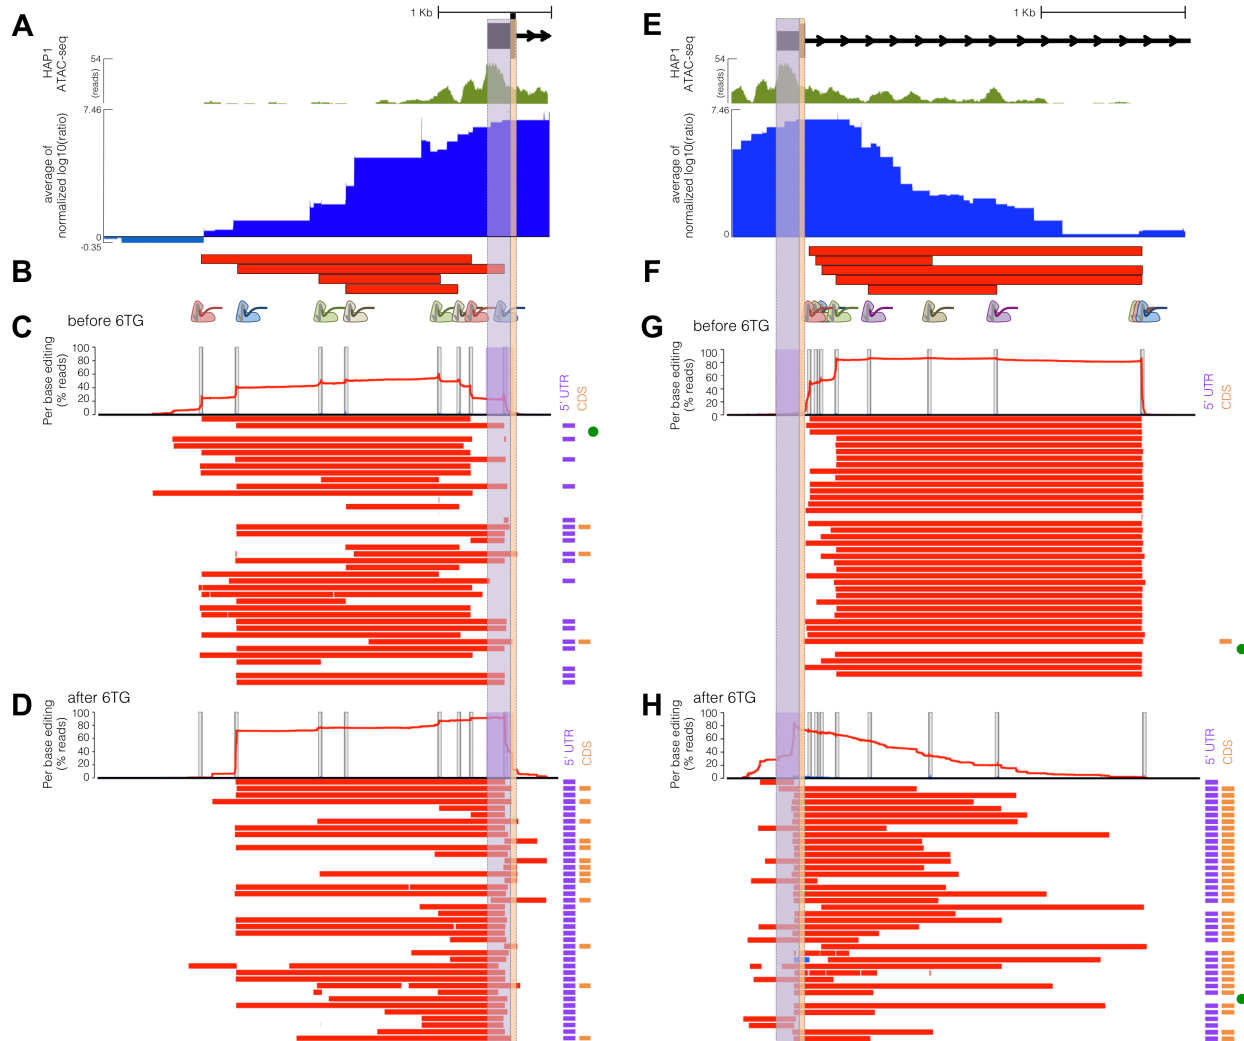 A
1 Kb
HAP1
ATAC-seq
(reads)
54
7.46
average of
normalized log10(ratio)
0
-0.35
B
C
before 6TG
Per base editing
(% reads)
100
80
60
40
20
0
5' UTR
CDS
D
after 6TG
Per base editing
(% reads)
100
80
60
40
20
0
5' UTR
CDS
E
1 Kb
HAP1
ATAC-seq
(reads)
54
7.46
average of
normalized log10(ratio)
0
F
G
before 6TG
Per base editing
(% reads)
100
80
60
40
20
0
5' UTR
CDS
H
after 6TG
Per base editing
(% reads)
100
80
60
40
20
0
5' UTR
CDS